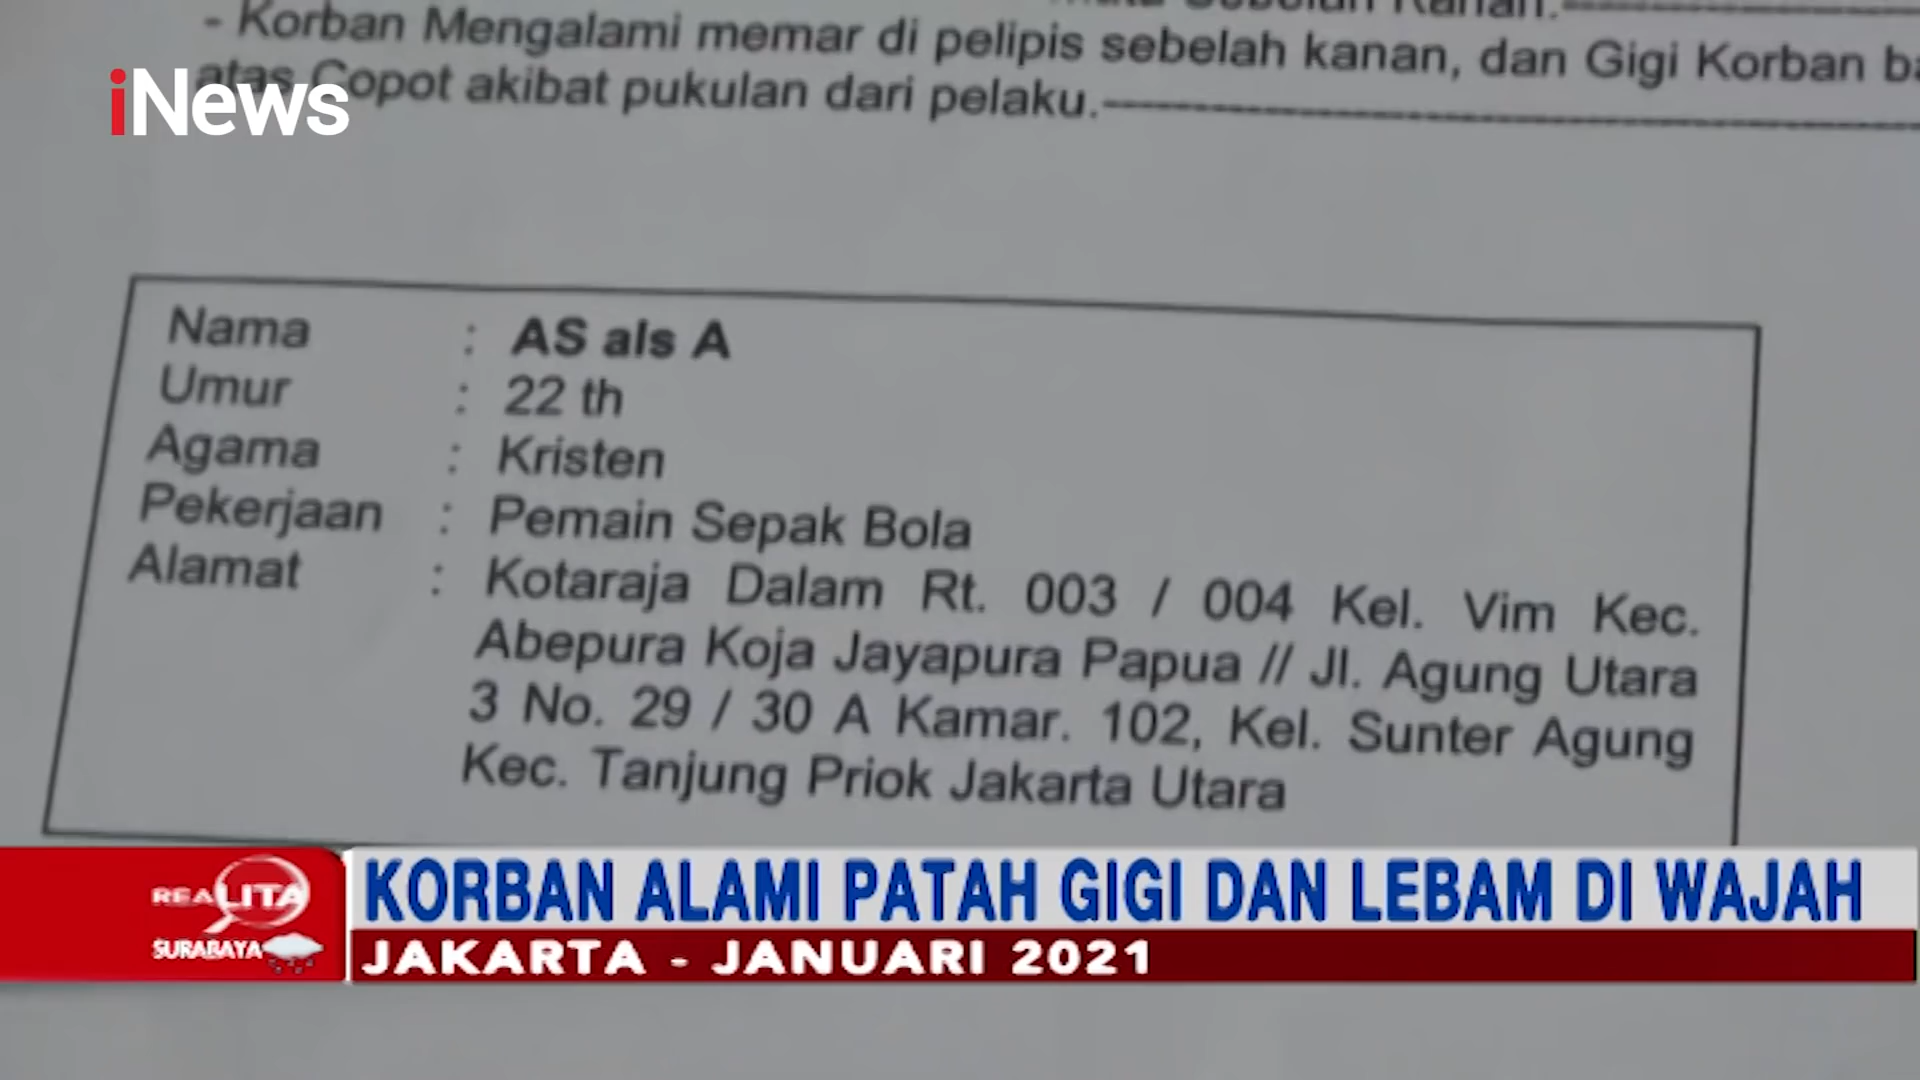 - Korban Mengalami memar di pelipis sebelah kanan, dan Gigi Korban
atas Copot akibat pukulan dari pelaku.
iNews
Nama : AS als A
Umur : 22 th
Agama : Kristen
Pekerjaan : Pemain Sepak Bola
Alamat : Kotaraja Dalam Rt. 003 / 004 Kel. Vim Kec.
Abepura Koja Jayapura Papua // Jl. Agung Utara
3 No. 29 / 30 A Kamar. 102, Kel. Sunter Agung
Kec. Tanjung Priok Jakarta Utara
REALITA
KORBAN ALAMI PATAH GIGI DAN LEBAM DI WAJAH
SURABAYA
JAKARTA - JANUARI 2021